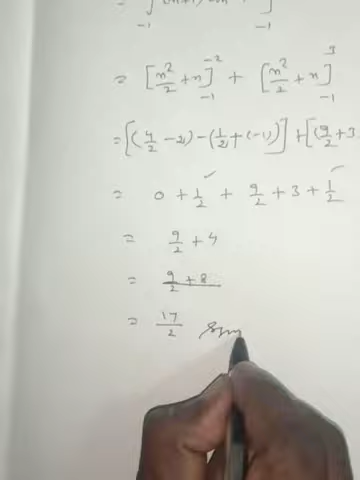 = [x²/2 + x]₋₁⁻² + [x²/2 + x]₋₁³
= [(4/2 - 2) - (1/2 + (-1))] + [(9/2 + 3
= 0 + 1/2 + 9/2 + 3 + 1/2
= 9/2 + 4
= 9/2 + 8
= 17/2